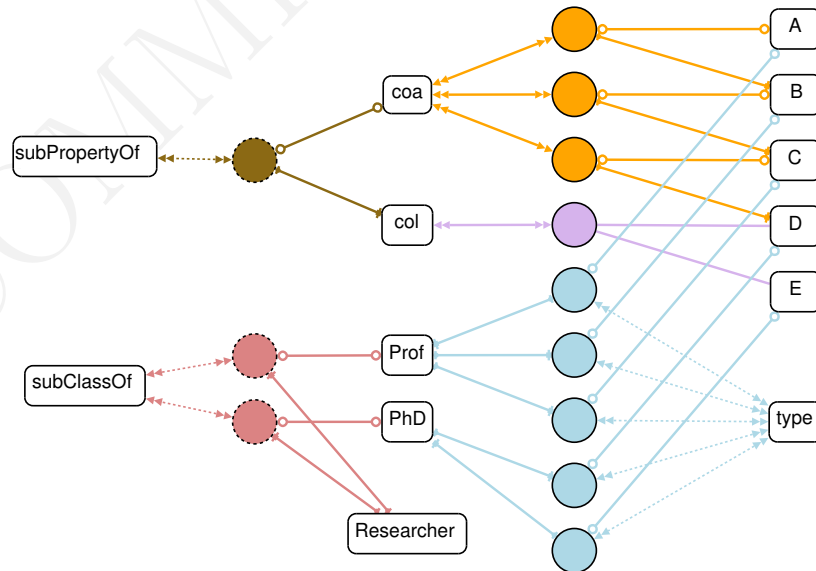 A
coa
B
subPropertyOf
C
col
D
E
Prof
subClassOf
PhD
type
Researcher